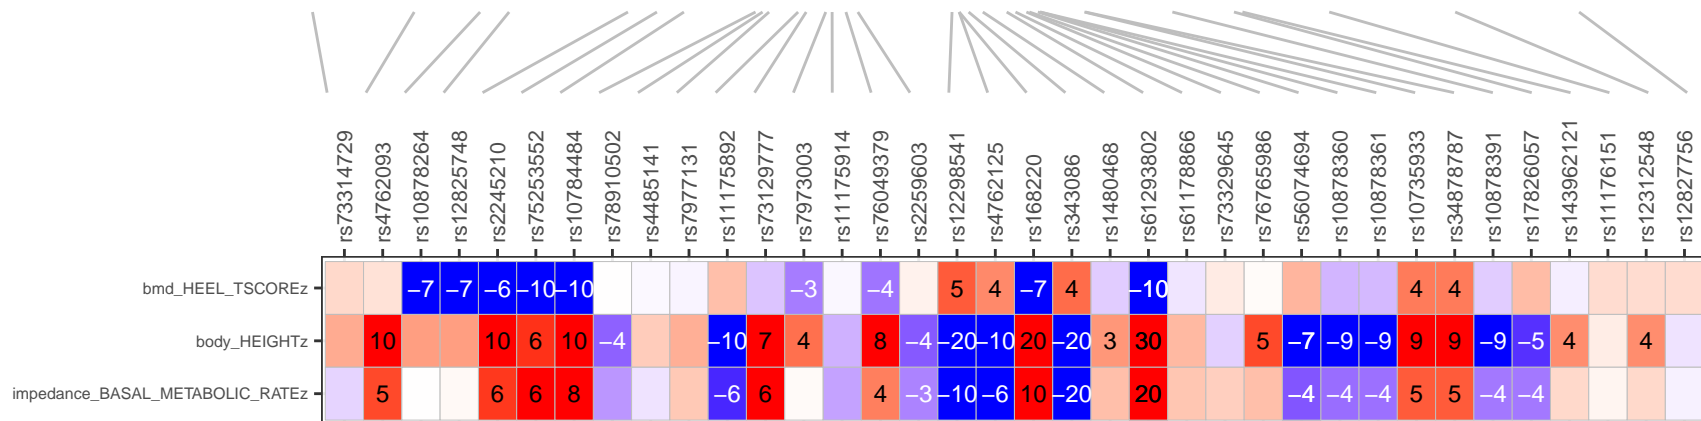 rs73314729
rs4762093
rs10878264
rs12825748
rs2245210
rs75253552
rs10784484
rs78910502
rs4485141
rs7977131
rs111175892
rs73129777
rs7973003
rs111175914
rs76049379
rs2259603
rs12298541
rs4762125
rs168220
rs343086
rs1480468
rs61293802
rs61178866
rs73329645
rs76765986
rs56074694
rs10878360
rs10878361
rs10735933
rs34878787
rs10878391
rs17826057
rs143962121
rs11176151
rs12312548
rs12827756
bmd_HEEL_TSCOREz −7 −7 −6 −10 −10 −3 −4 5 4 −7 4 −10 4 4
body_HEIGHTz 10 10 6 10 −4 −10 7 4 8 −4 −20 −10 20 −20 3 30 5 −7 −9 −9 9 9 −9 −5 4 4
impedance_BASAL_METABOLIC_RATEz 5 6 6 8 −6 6 4 −3 −10 −6 10 −20 20 −4 −4 −4 5 5 −4 −4